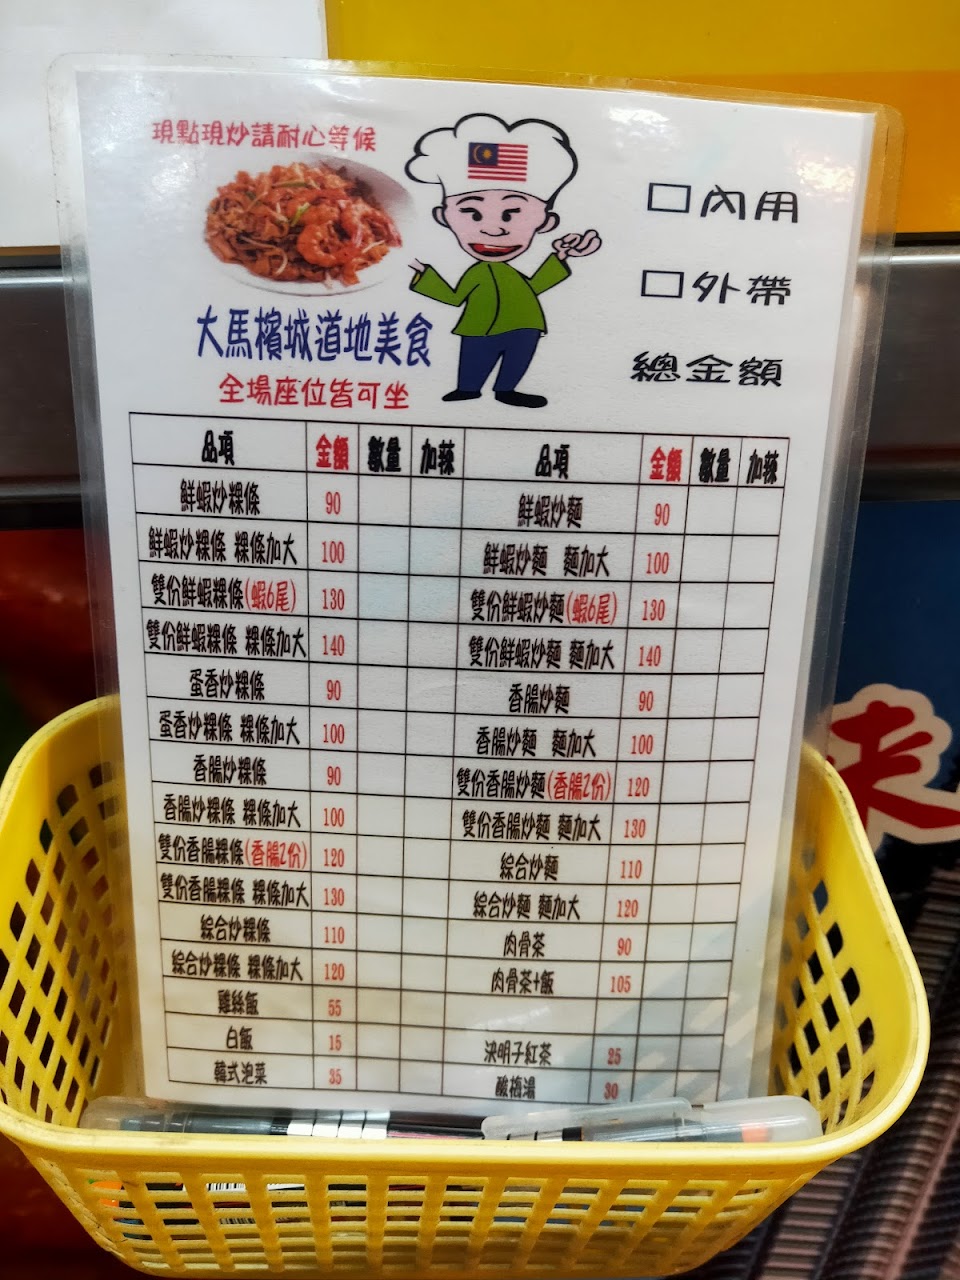 現點現炒請耐心等候
大馬檳城道地美食
全場座位皆可坐
□內用
□外帶
總金額
品項 金額 數量 加辣 品項 金額 數量 加辣
鮮蝦炒粿條 90 鮮蝦炒麵 90
鮮蝦炒粿條 粿條加大 100 鮮蝦炒麵 麵加大 100
雙份鮮蝦粿條(蝦6尾) 130 雙份鮮蝦炒麵(蝦6尾) 130
雙份鮮蝦粿條 粿條加大 140 雙份鮮蝦炒麵 麵加大 140
蛋香炒粿條 90 香腸炒麵 90
蛋香炒粿條 粿條加大 100 香腸炒麵 麵加大 100
香腸炒粿條 90 雙份香腸炒麵(香腸2份) 120
香腸炒粿條 粿條加大 100 雙份香腸炒麵 麵加大 130
雙份香腸粿條(香腸2份) 120 綜合炒麵 110
雙份香腸粿條 粿條加大 130 綜合炒麵 麵加大 120
綜合炒粿條 110 肉骨茶 90
綜合炒粿條 粿條加大 120 肉骨茶+飯 105
雞絲飯 55
白飯 15 決明子紅茶 25
韓式泡菜 35 酸梅湯 30
來